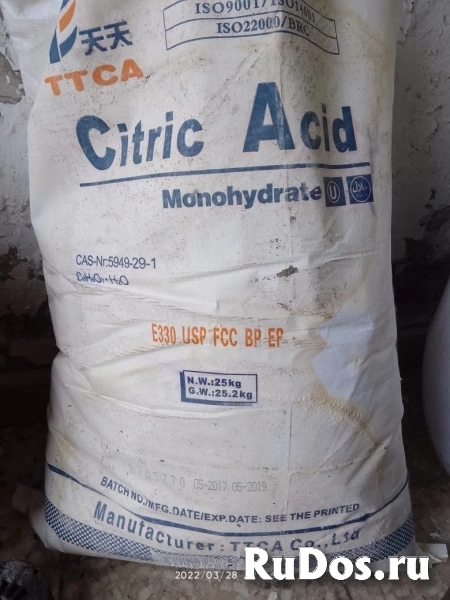 ISO9001/ISO14001
ISO22000/BRC
天天
TTCA
Citric Acid
Monohydrate
CAS-Nr:5949-29-1
C₆H₈O₇·H₂O
E330 USP FCC BP EP
N.W.:25kg
G.W.:25.2kg
05-2017 05-2019
BATCH NO./MFG.DATE/EXP.DATE: SEE THE PRINTED
Manufacturer : TTCA Co., Ltd
2022/03/28
RuDos.ru